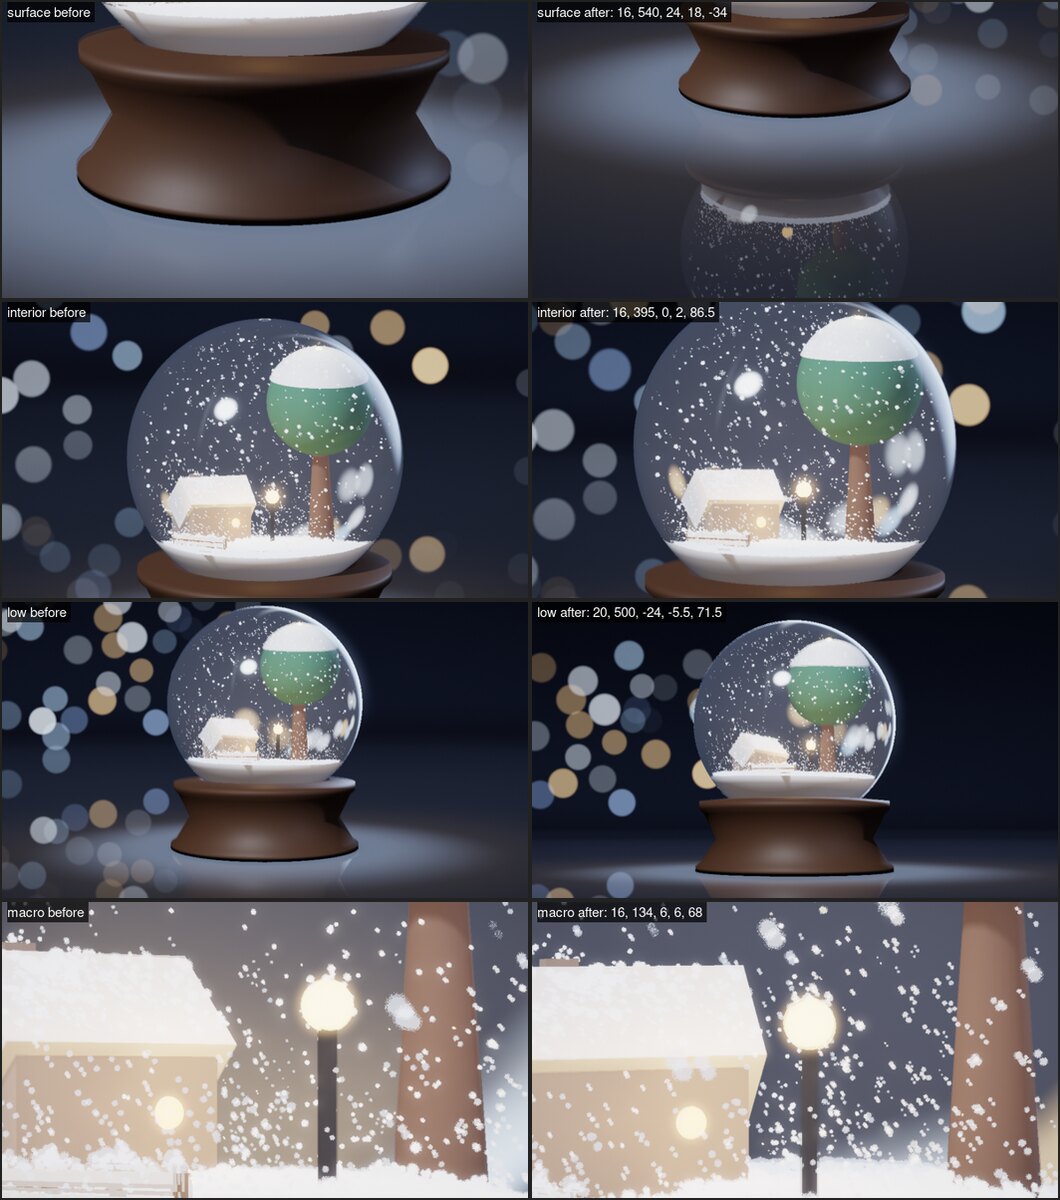 surface before
surface after: 16, 540, 24, 18, -34
interior before
interior after: 16, 395, 0, 2, 86.5
low before
low after: 20, 500, -24, -5.5, 71.5
macro before
macro after: 16, 134, 6, 6, 68